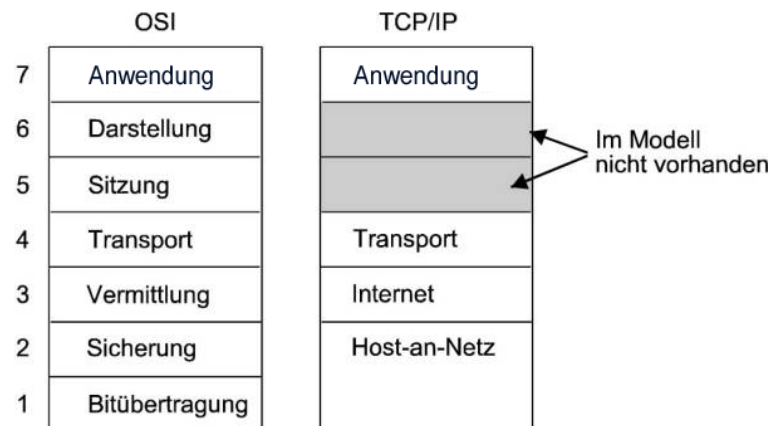 OSI TCP/IP
7 Anwendung Anwendung
6 Darstellung
Im Modell
nicht vorhanden
5 Sitzung
4 Transport Transport
3 Vermittlung Internet
2 Sicherung Host-an-Netz
1 Bitübertragung